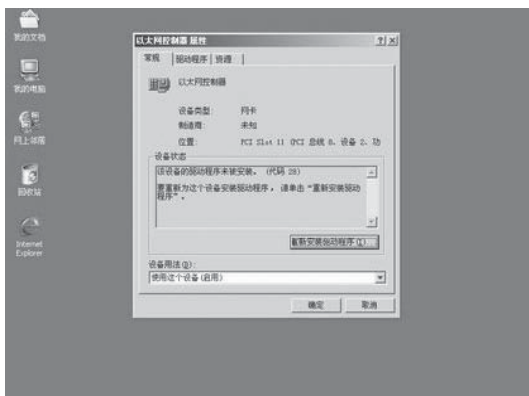 我的文档
我的电脑
网上邻居
回收站
Internet
Explorer
以太网控制器 属性
常规 驱动程序 资源
以太网控制器
设备类型: 网卡
制造商: 未知
位置: PCI Slot 11 (PCI 总线 0、设备 2、功
设备状态
该设备的驱动程序未被安装。 (代码 28)
要重新为这个设备安装驱动程序，请单击“重新安装驱动
程序”。
重新安装驱动程序(I)...
设备用法(D):
使用这个设备(启用)
确定 取消